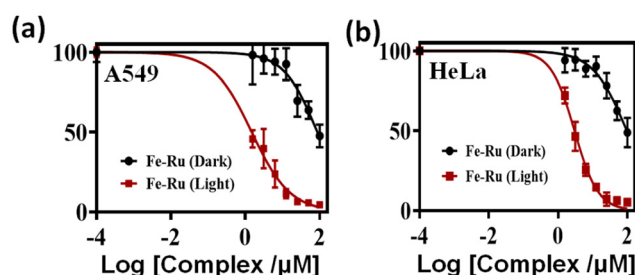 (a)
100
50
0
A549
Fe-Ru (Dark)
Fe-Ru (Light)
-4
-2
0
2
Log [Complex /µM]
(b)
100
50
0
HeLa
Fe-Ru (Dark)
Fe-Ru (Light)
-4
-2
0
2
Log [Complex /µM]